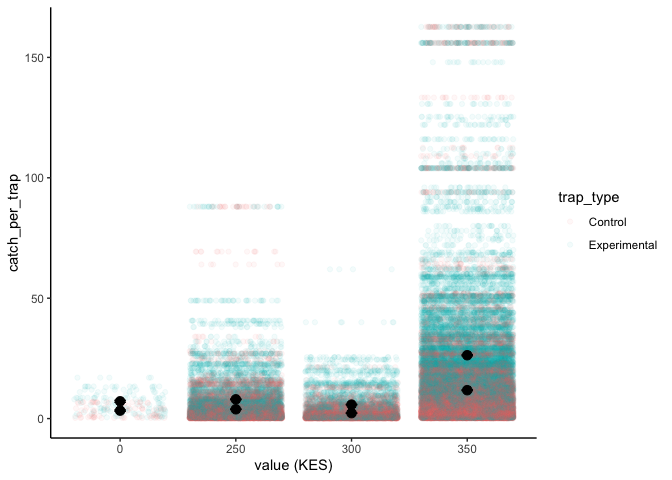 150
100
50
0
catch_per_trap
0 250 300 350
value (KES)
trap_type
Control
Experimental